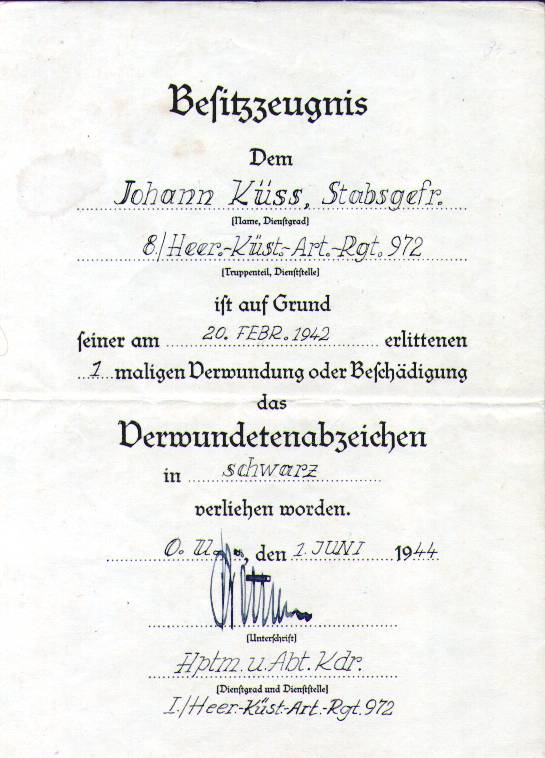 Besitzzeugnis
Dem
Johann Küss, Stabsgefr.
(Name, Dienstgrad)
8./Heer.-Küst.-Art.-Rgt. 972
(Truppenteil, Dienststelle)
ist auf Grund
seiner am 20. FEBR. 1942 erlittenen
1 maligen Verwundung oder Beschädigung
das
Verwundetenabzeichen
in schwarz
verliehen worden.
O. U., den 1. JUNI 1944
(Unterschrift)
Hptm. u. Abt. Kdr.
(Dienstgrad und Dienststelle)
I./Heer.-Küst.-Art.-Rgt. 972